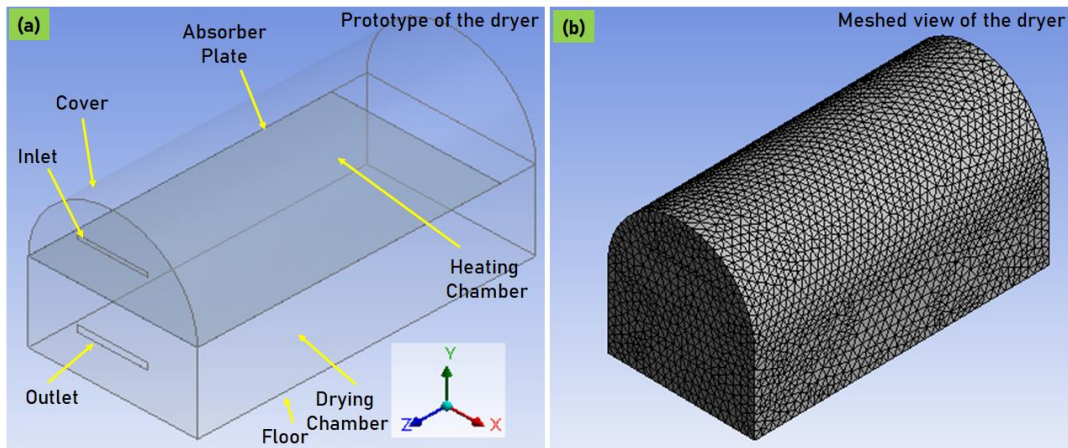 (a)
Prototype of the dryer
Absorber
Plate
Cover
Inlet
Heating
Chamber
Outlet
Drying
Chamber
Floor
Y
Z
X
(b)
Meshed view of the dryer